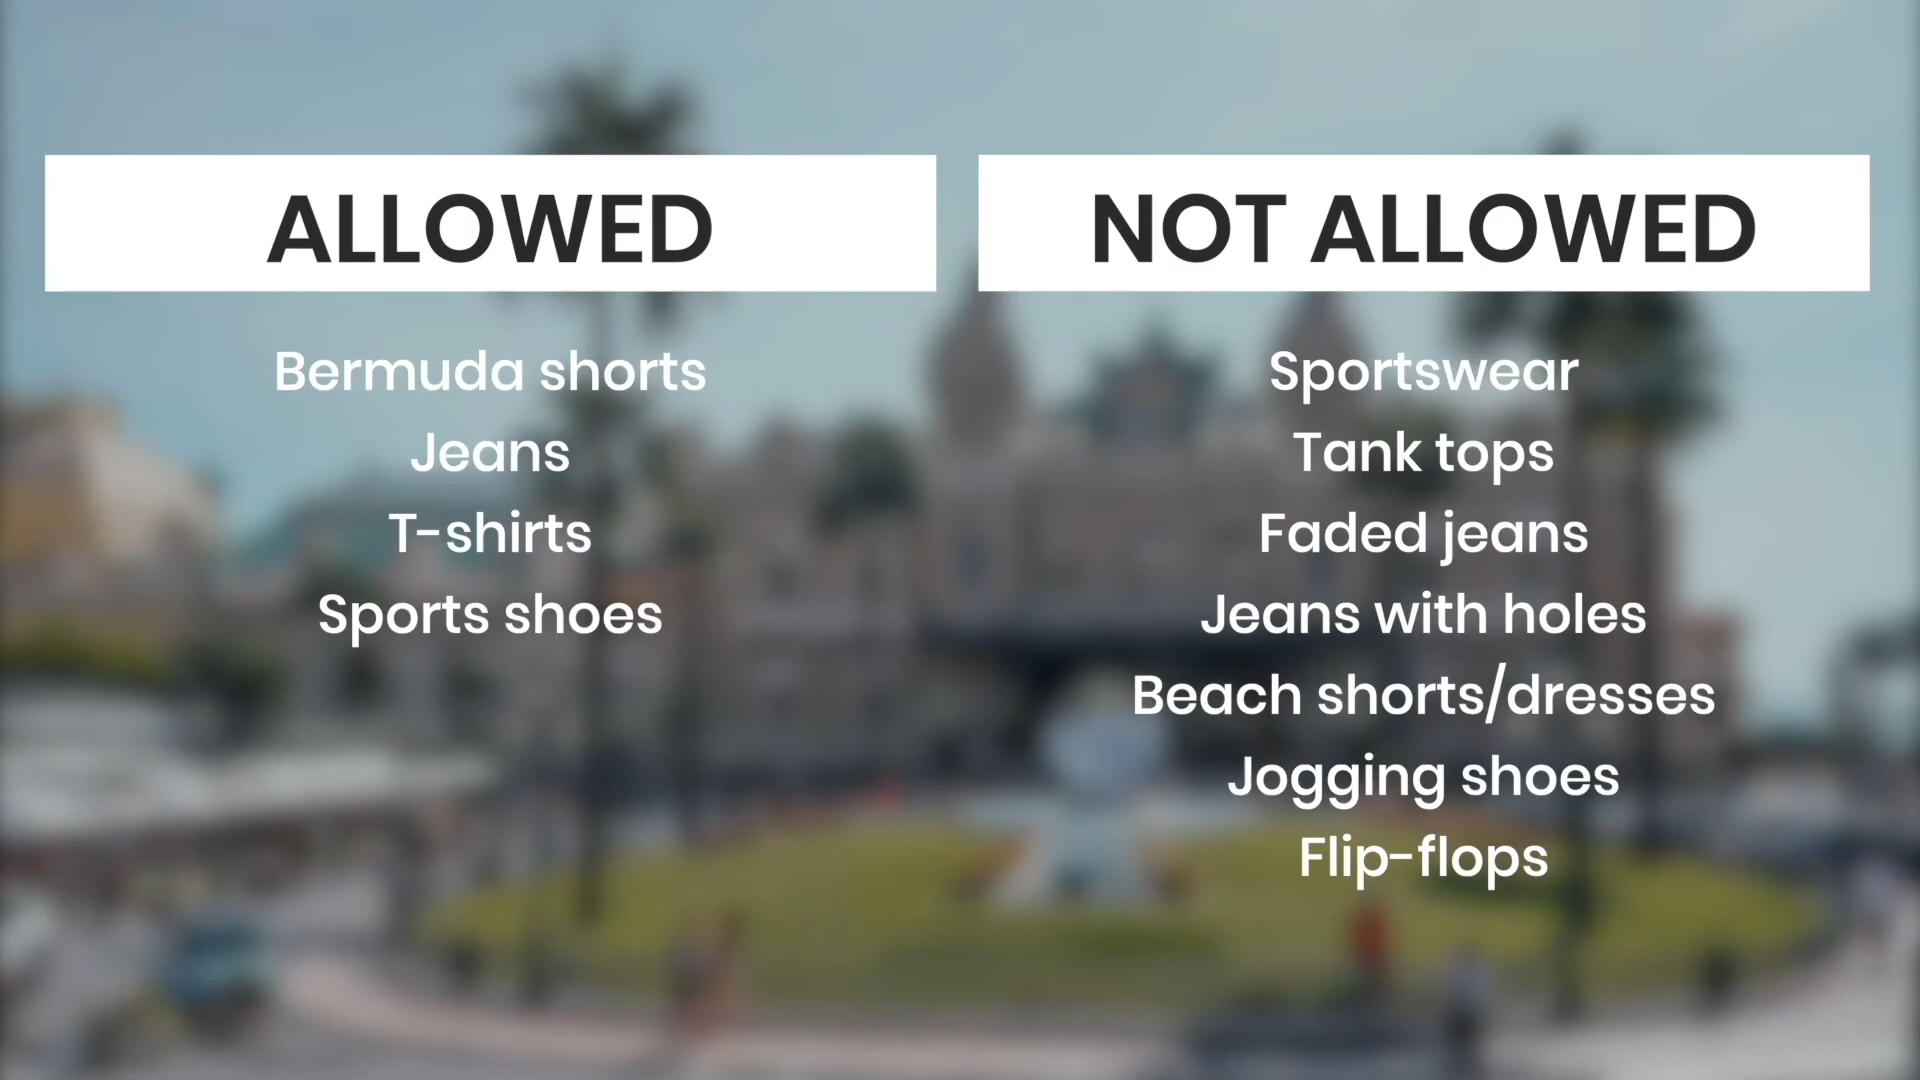 ALLOWED
Bermuda shorts
Jeans
T-shirts
Sports shoes
NOT ALLOWED
Sportswear
Tank tops
Faded jeans
Jeans with holes
Beach shorts/dresses
Jogging shoes
Flip-flops